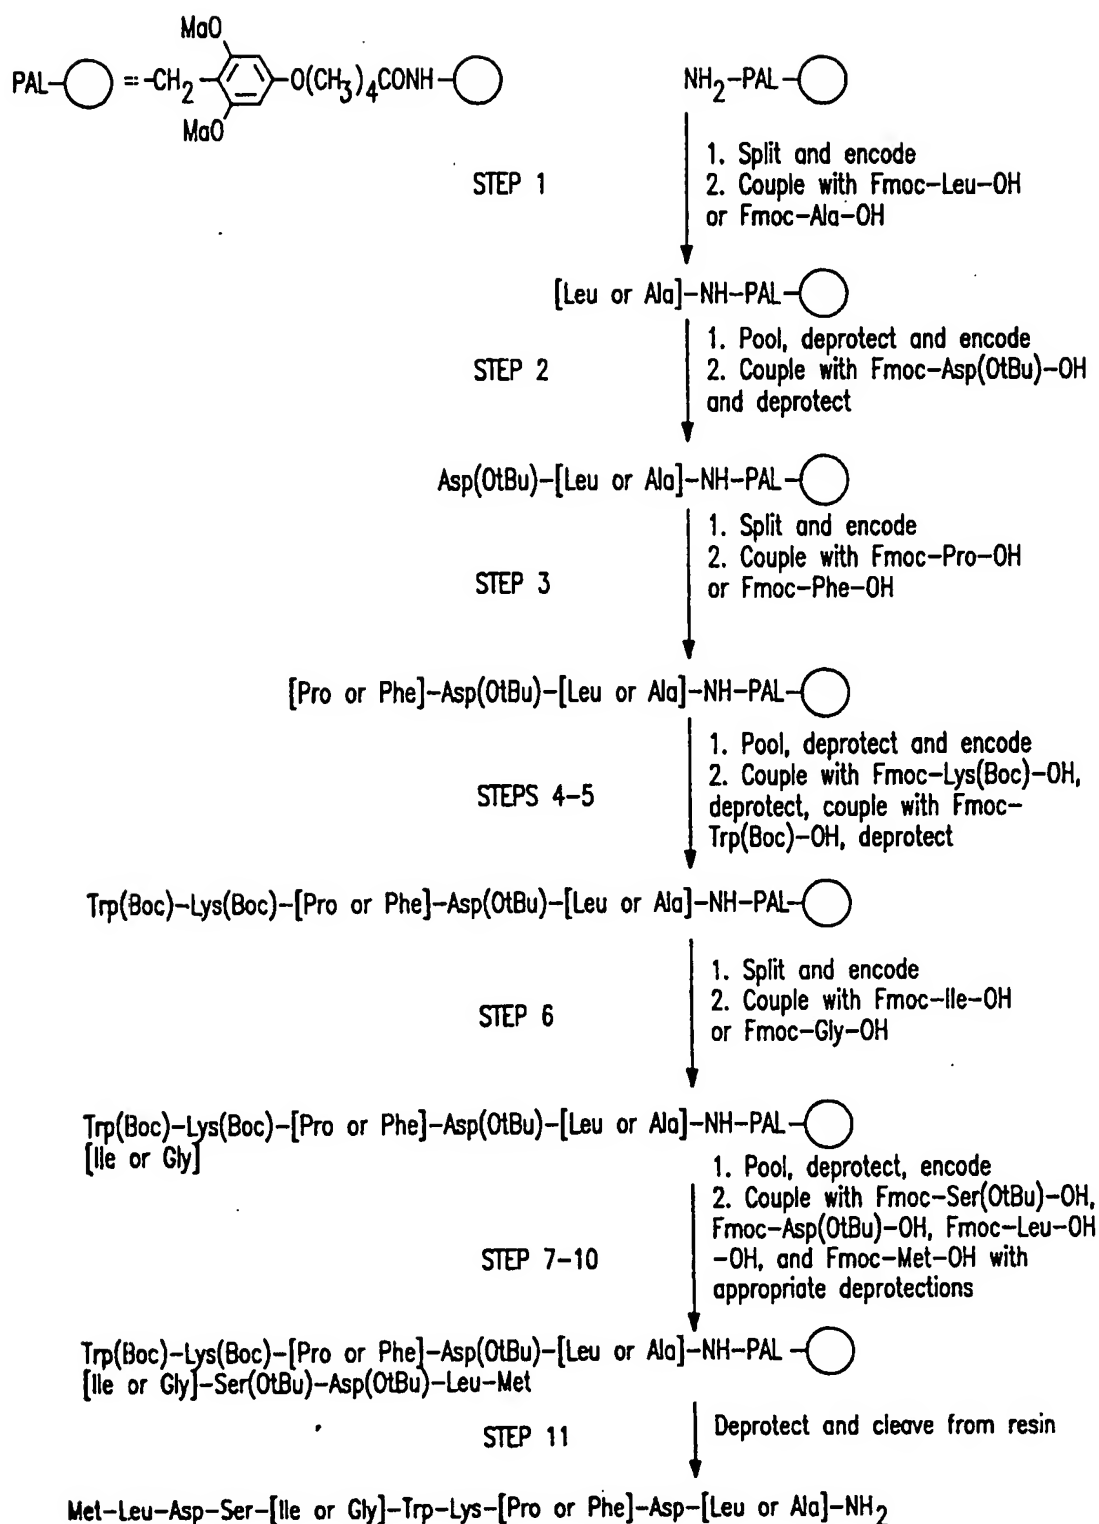 MaO
PAL- =-CH2- -O(CH3)4CONH-
MaO
NH2-PAL-
STEP 1
1. Split and encode
2. Couple with Fmoc-Leu-OH
or Fmoc-Ala-OH
[Leu or Ala]-NH-PAL-
STEP 2
1. Pool, deprotect and encode
2. Couple with Fmoc-Asp(OtBu)-OH
and deprotect
Asp(OtBu)-[Leu or Ala]-NH-PAL-
STEP 3
1. Split and encode
2. Couple with Fmoc-Pro-OH
or Fmoc-Phe-OH
[Pro or Phe]-Asp(OtBu)-[Leu or Ala]-NH-PAL-
STEPS 4-5
1. Pool, deprotect and encode
2. Couple with Fmoc-Lys(Boc)-OH,
deprotect, couple with Fmoc-
Trp(Boc)-OH, deprotect
Trp(Boc)-Lys(Boc)-[Pro or Phe]-Asp(OtBu)-[Leu or Ala]-NH-PAL-
STEP 6
1. Split and encode
2. Couple with Fmoc-Ile-OH
or Fmoc-Gly-OH
Trp(Boc)-Lys(Boc)-[Pro or Phe]-Asp(OtBu)-[Leu or Ala]-NH-PAL-
[Ile or Gly]
STEP 7-10
1. Pool, deprotect, encode
2. Couple with Fmoc-Ser(OtBu)-OH,
Fmoc-Asp(OtBu)-OH, Fmoc-Leu-OH
-OH, and Fmoc-Met-OH with
appropriate deprotections
Trp(Boc)-Lys(Boc)-[Pro or Phe]-Asp(OtBu)-[Leu or Ala]-NH-PAL-
[Ile or Gly]-Ser(OtBu)-Asp(OtBu)-Leu-Met
STEP 11
Deprotect and cleave from resin
Met-Leu-Asp-Ser-[Ile or Gly]-Trp-Lys-[Pro or Phe]-Asp-[Leu or Ala]-NH2